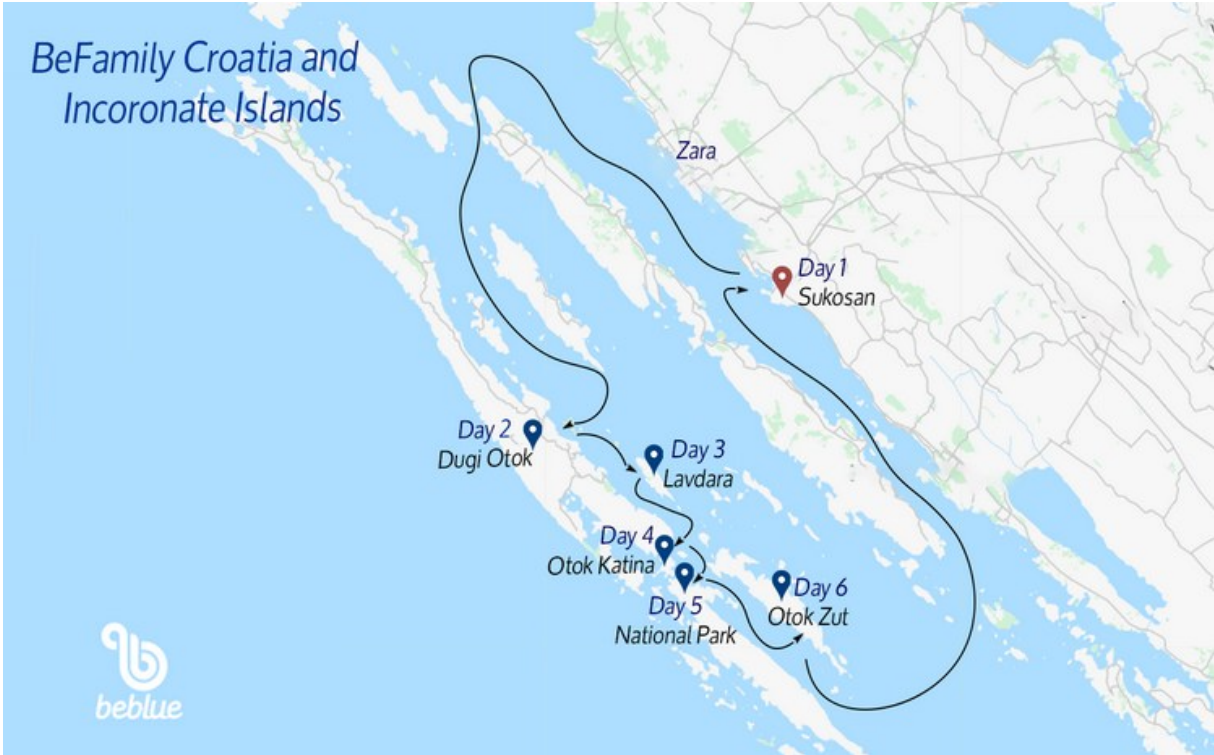 BeFamily Croatia and
Incoronate Islands
Zara
Day 1
Sukosan
Day 2
Dugi Otok
Day 3
Lavdara
Day 4
Otok Katina
Day 5
National Park
Day 6
Otok Zut
beblue